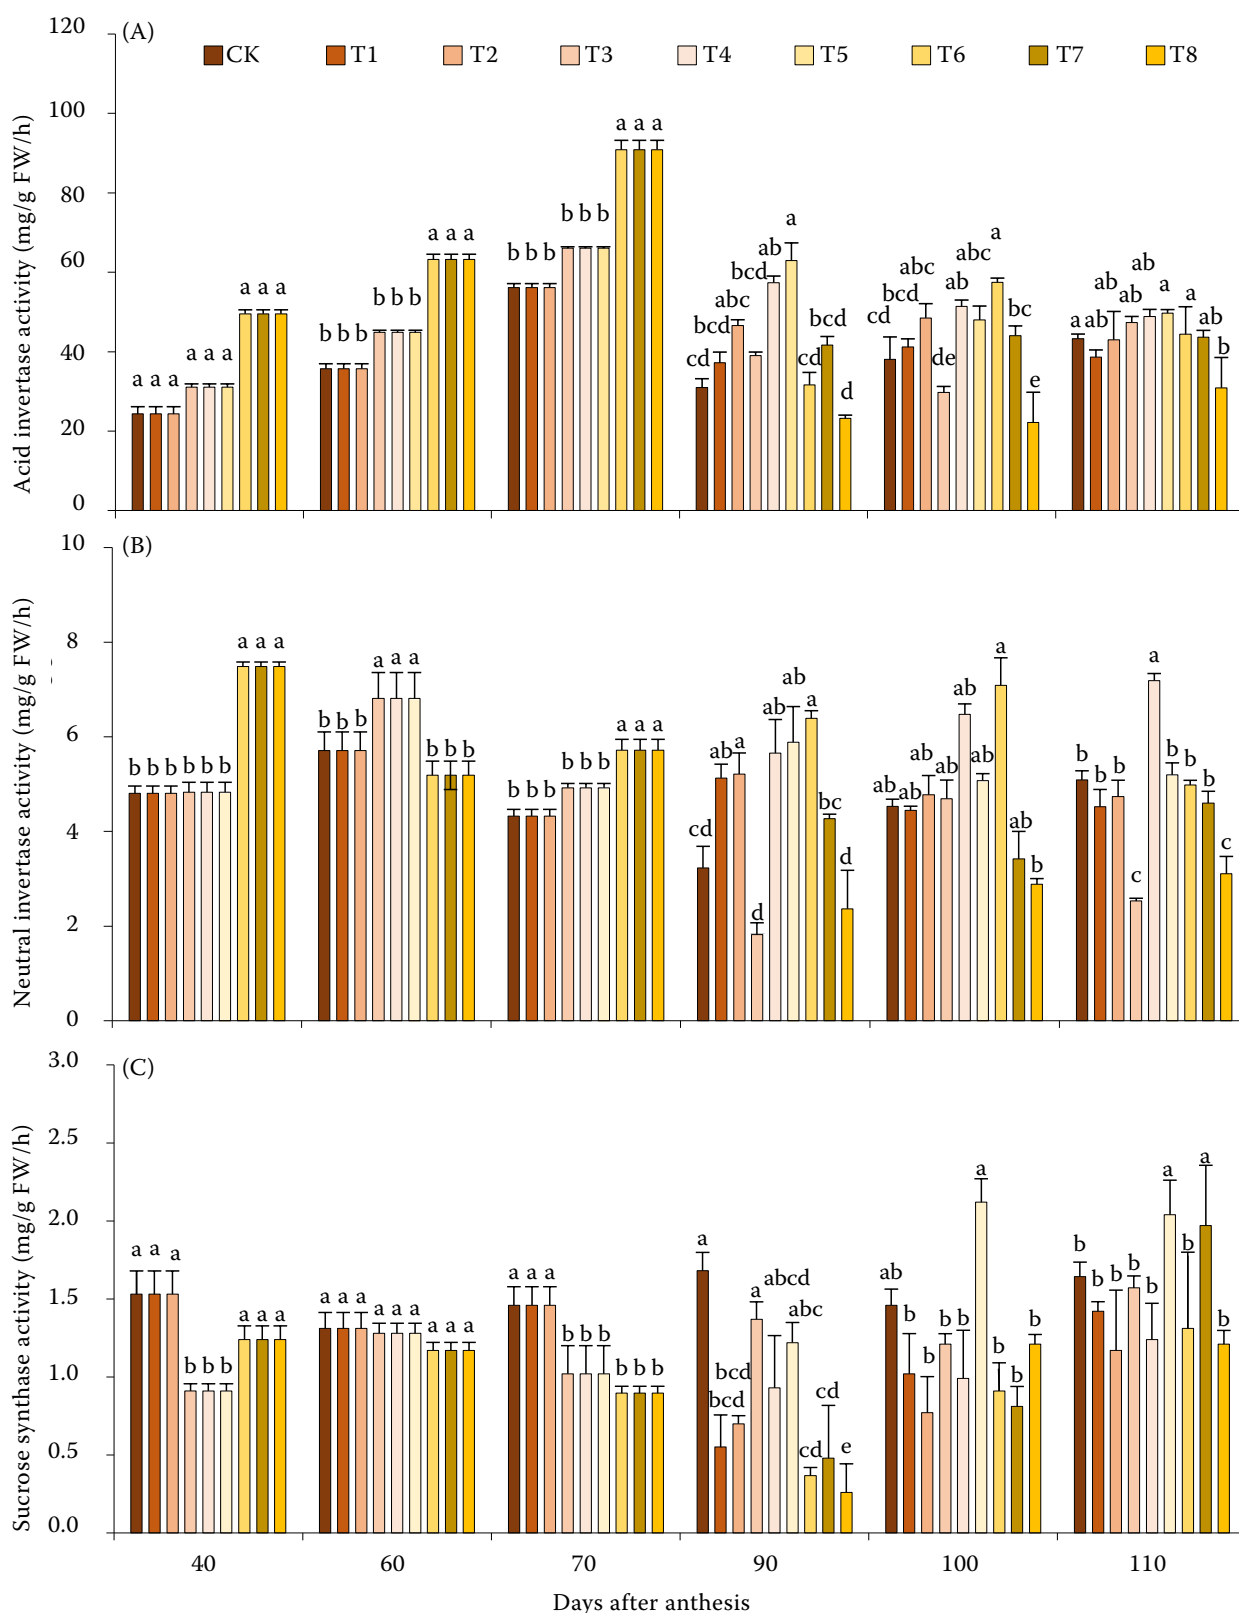 (A)
CK T1 T2 T3 T4 T5 T6 T7 T8
Acid invertase activity (mg/g FW/h)
120
100
80
60
40
20
0
a a a a a a a a a
b b b b b b a a a
b b b b b b a a a
cd bcd abc bcd ab a cd bcd d
cd bcd abc de ab abc a bc e
a ab ab ab ab a a ab b
(B)
Neutral invertase activity (mg/g FW/h)
10
8
6
4
2
0
b b b b b b a a a
b b b a a a b b b
b b b b b b a a a
cd ab a d ab ab a bc d
ab ab ab ab ab ab a ab b
b b b c a b b b c
(C)
Sucrose synthase activity (mg/g FW/h)
3.0
2.5
2.0
1.5
1.0
0.5
0.0
a a a b b b a a a
a a a a a a a a a
a a a b b b b b b
a bcd bcd a abcd abc cd cd e
ab b b b b a b b b
b b b b b a b a b
40 60 70 90 100 110
Days after anthesis